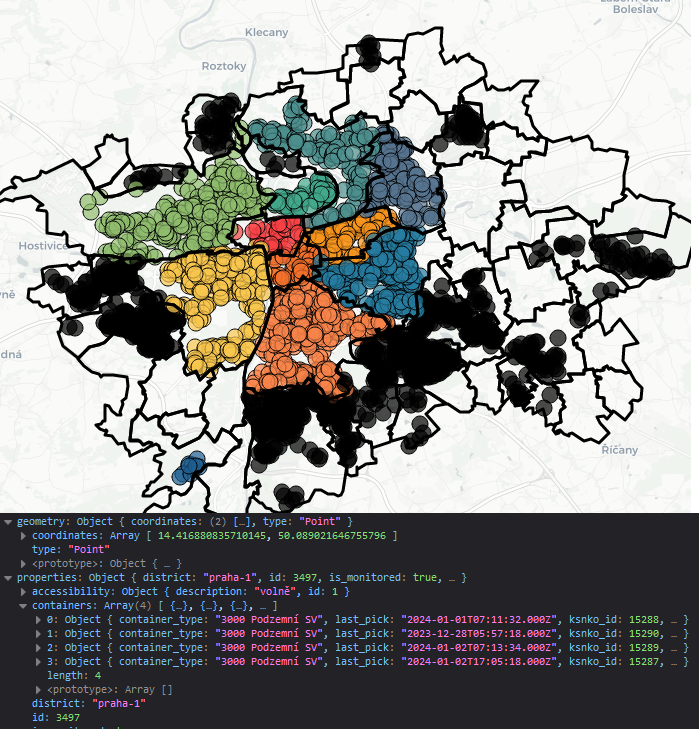 Labem Stará
Boleslav
Klecany
Roztoky
Hostivice
vně
dná
Říčany
geometry: Object { coordinates: (2) […], type: "Point" }
coordinates: Array [ 14.416880835710145, 50.089021646755796 ]
type: "Point"
<prototype>: Object { … }
properties: Object { district: "praha-1", id: 3497, is_monitored: true, … }
accessibility: Object { description: "volně", id: 1 }
containers: Array(4) [ {…}, {…}, {…}, … ]
0: Object { container_type: "3000 Podzemní SV", last_pick: "2024-01-01T07:11:32.000Z", ksnko_id: 15288, … }
1: Object { container_type: "3000 Podzemní SV", last_pick: "2023-12-28T05:57:18.000Z", ksnko_id: 15290, … }
2: Object { container_type: "3000 Podzemní SV", last_pick: "2024-01-02T07:13:34.000Z", ksnko_id: 15289, … }
3: Object { container_type: "3000 Podzemní SV", last_pick: "2024-01-02T17:05:18.000Z", ksnko_id: 15287, … }
length: 4
<prototype>: Array []
district: "praha-1"
id: 3497